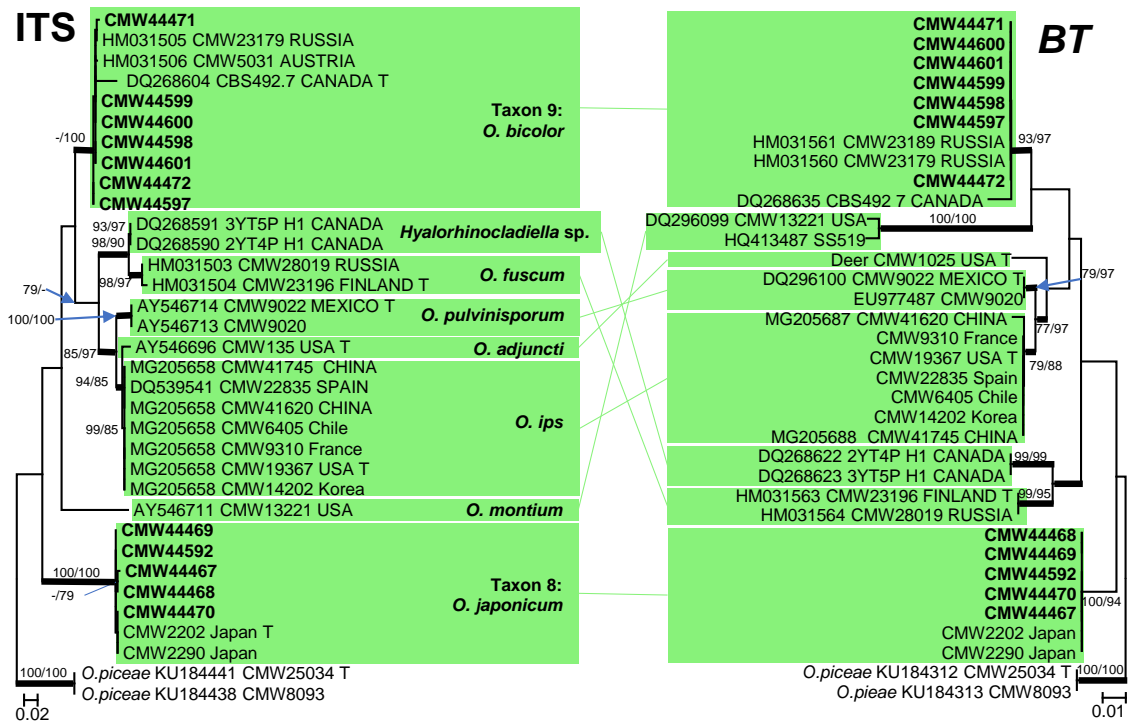 ITS
CMW44471
HM031505 CMW23179 RUSSIA
HM031506 CMW5031 AUSTRIA
DQ268604 CBS492.7 CANADA T
CMW44599
CMW44600
CMW44598
CMW44601
CMW44472
CMW44597
Taxon 9:
O. bicolor
-/100
DQ268591 3YT5P H1 CANADA
DQ268590 2YT4P H1 CANADA
Hyalorhinocladiella sp.
93/97
98/90
HM031503 CMW28019 RUSSIA
HM031504 CMW23196 FINLAND T
O. fuscum
98/97
79/-
AY546714 CMW9022 MEXICO T
AY546713 CMW9020
O. pulvinisporum
100/100
AY546696 CMW135 USA T
O. adjuncti
85/97
94/85
MG205658 CMW41745 CHINA
DQ539541 CMW22835 SPAIN
MG205658 CMW41620 CHINA
MG205658 CMW6405 Chile
MG205658 CMW9310 France
MG205658 CMW19367 USA T
MG205658 CMW14202 Korea
O. ips
99/85
AY546711 CMW13221 USA
O. montium
CMW44469
CMW44592
CMW44467
CMW44468
CMW44470
CMW2202 Japan T
CMW2290 Japan
Taxon 8:
O. japonicum
100/100
-/79
100/100
O.piceae KU184441 CMW25034 T
O.piceae KU184438 CMW8093
0.02
BT
CMW44471
CMW44600
CMW44601
CMW44599
CMW44598
CMW44597
HM031561 CMW23189 RUSSIA
HM031560 CMW23179 RUSSIA
CMW44472
DQ268635 CBS492 7 CANADA
93/97
DQ296099 CMW13221 USA
HQ413487 SS519
100/100
Deer CMW1025 USA T
DQ296100 CMW9022 MEXICO T
EU977487 CMW9020
79/97
77/97
MG205687 CMW41620 CHINA
CMW9310 France
CMW19367 USA T
CMW22835 Spain
CMW6405 Chile
CMW14202 Korea
MG205688 CMW41745 CHINA
79/88
DQ268622 2YT4P H1 CANADA
DQ268623 3YT5P H1 CANADA
99/99
HM031563 CMW23196 FINLAND T
HM031564 CMW28019 RUSSIA
99/95
CMW44468
CMW44469
CMW44592
CMW44470
CMW44467
CMW2202 Japan
CMW2290 Japan
100/94
O.piceae KU184312 CMW25034 T
O.pieae KU184313 CMW8093
100/100
0.01